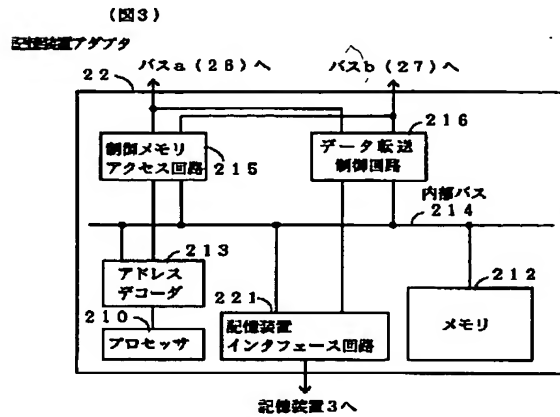 (図3)
記憶装置アダプタ
バスa(26)へ
バスb(27)へ
22
216
制御メモリ
アクセス回路
215
データ転送
制御回路
内部バス
214
213
アドレス
デコーダ
210
プロセッサ
221
記憶装置
インタフェース回路
212
メモリ
記憶装置3へ